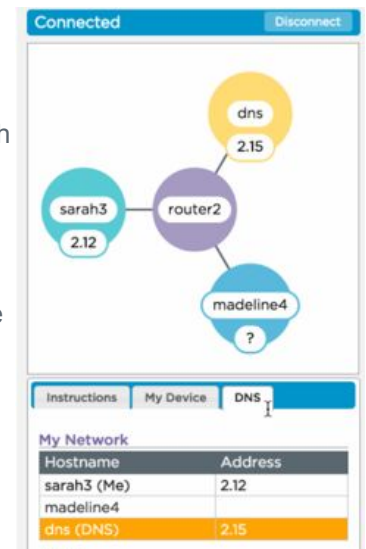 Connected Disconnect
dns
2.15
sarah3 router2
2.12
madeline4
?
Instructions My Device DNS
My Network
Hostname Address
sarah3 (Me) 2.12
madeline4
dns (DNS) 2.15